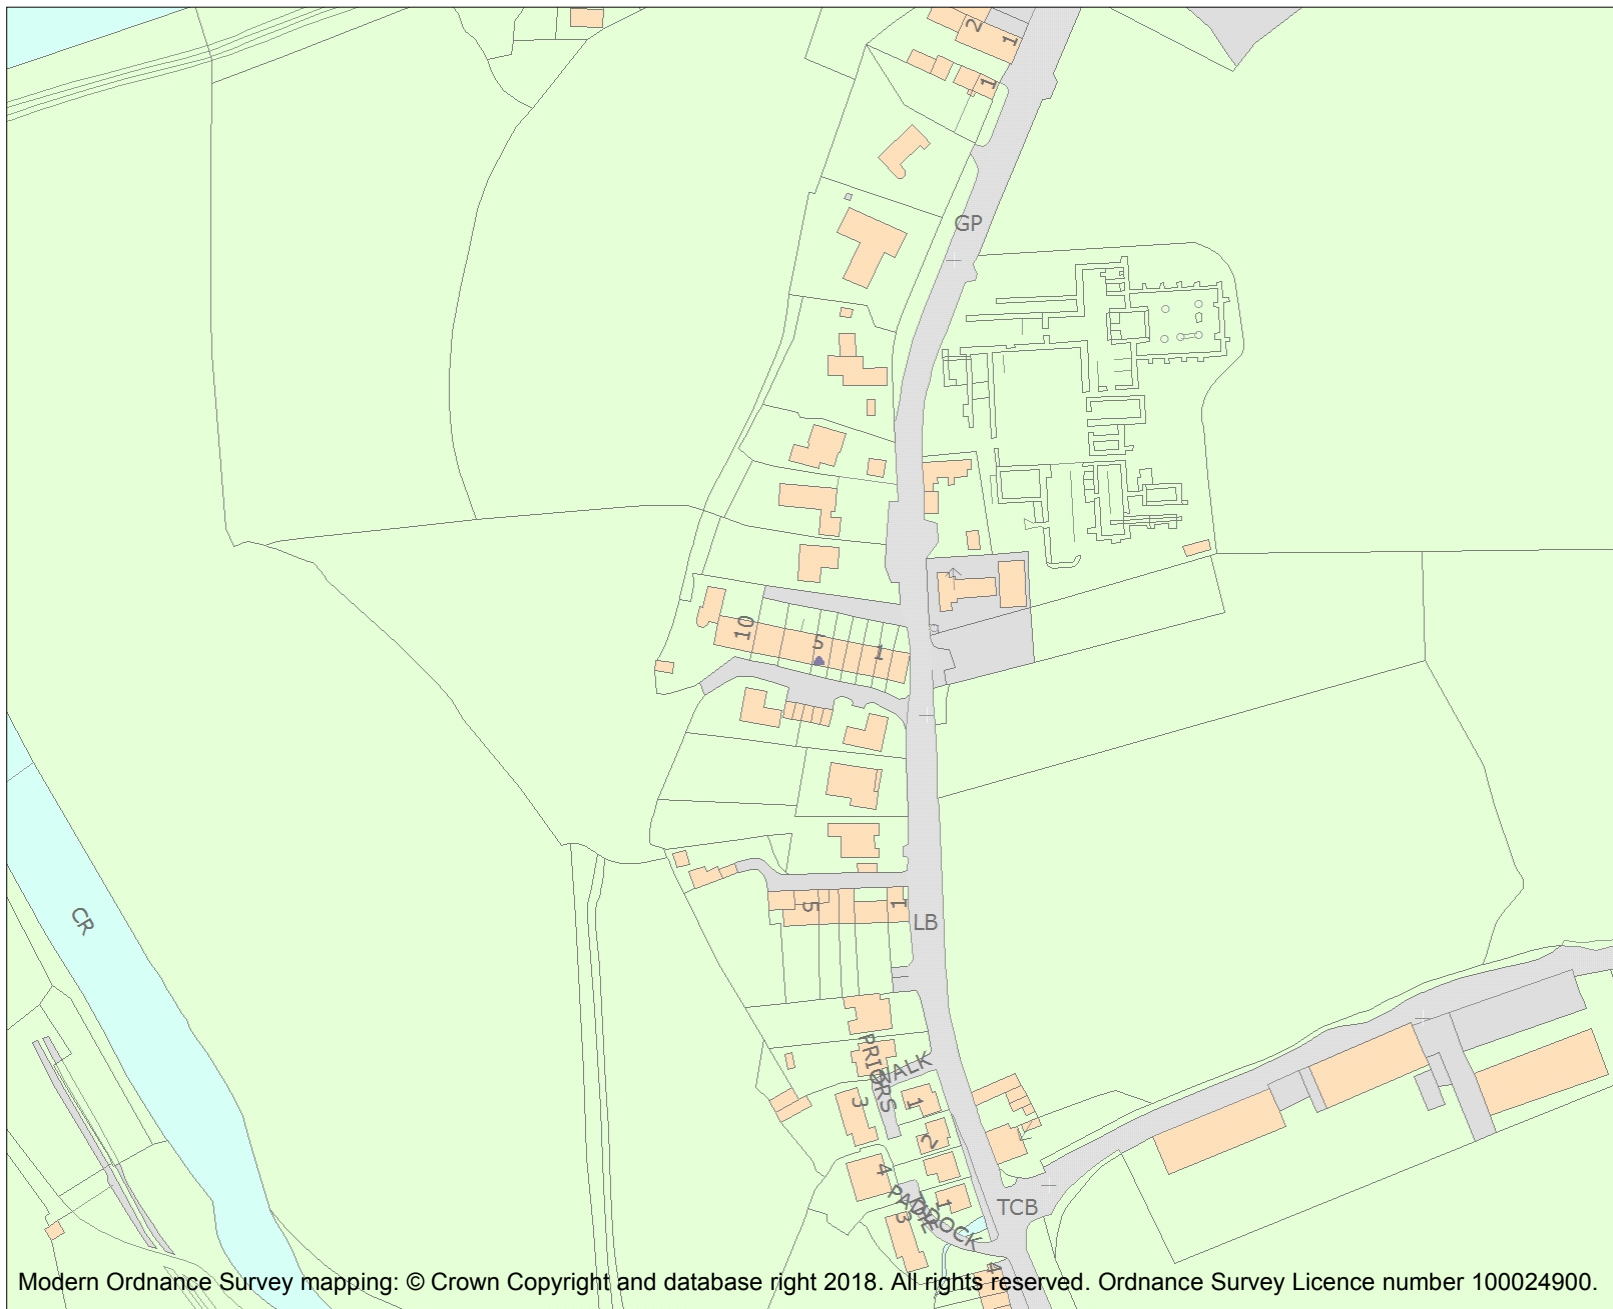 2
1
1
GP
10
5
1
CR
5
1
LB
PRIORS
WALK
3
1
2
4
1
THE
PADDOCK
3
TCB
4
Modern Ordnance Survey mapping: © Crown Copyright and database right 2018. All rights reserved. Ordnance Survey Licence number 100024900.